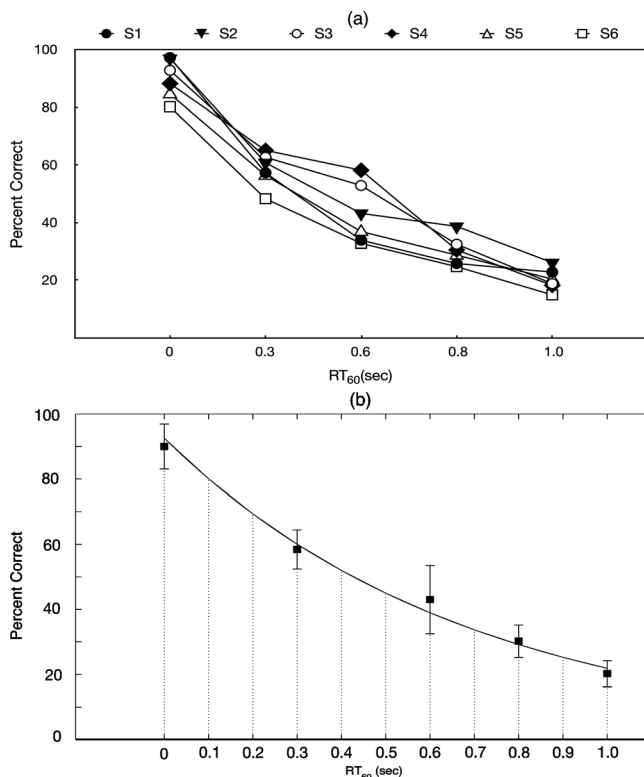 (a)
S1 S2 S3 S4 S5 S6
100
80
60
40
20
Percent Correct
0 0.3 0.6 0.8 1.0
RT60(sec)
(b)
100
80
60
40
20
0
Percent Correct
0 0.1 0.2 0.3 0.4 0.5 0.6 0.7 0.8 0.9 1.0
RT60 (sec)